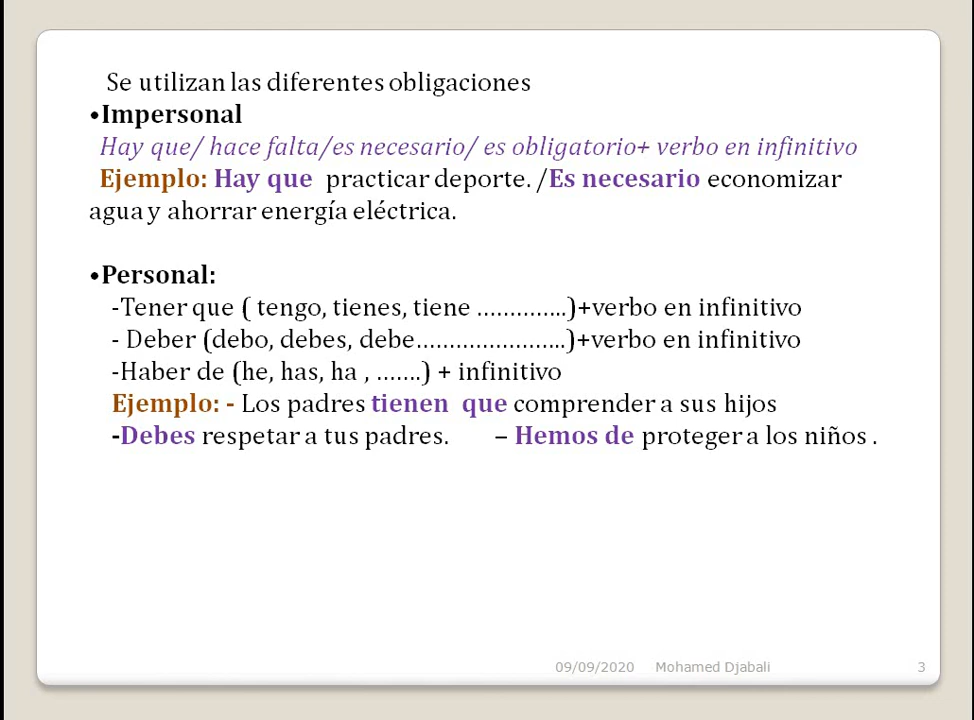 Se utilizan las diferentes obligaciones
•Impersonal
Hay que/ hace falta/es necesario/ es obligatorio+ verbo en infinitivo
Ejemplo: Hay que practicar deporte. /Es necesario economizar
agua y ahorrar energía eléctrica.
•Personal:
-Tener que ( tengo, tienes, tiene …………..)+verbo en infinitivo
- Deber (debo, debes, debe…………………..)+verbo en infinitivo
-Haber de (he, has, ha , …….) + infinitivo
Ejemplo: - Los padres tienen que comprender a sus hijos
-Debes respetar a tus padres. – Hemos de proteger a los niños .
09/09/2020 Mohamed Djabali 3